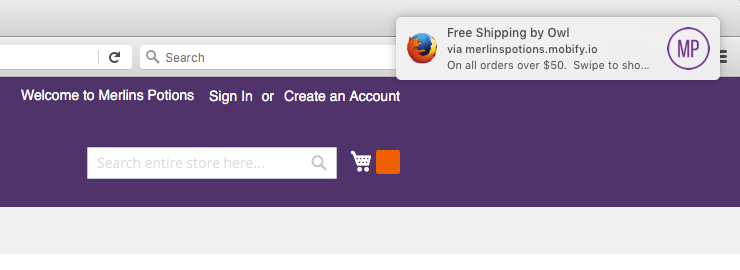 Search
Free Shipping by Owl
via merlinspotions.mobify.io
On all orders over $50.  Swipe to sho...
MP
Welcome to Merlins Potions Sign In or Create an Account
Search entire store here...